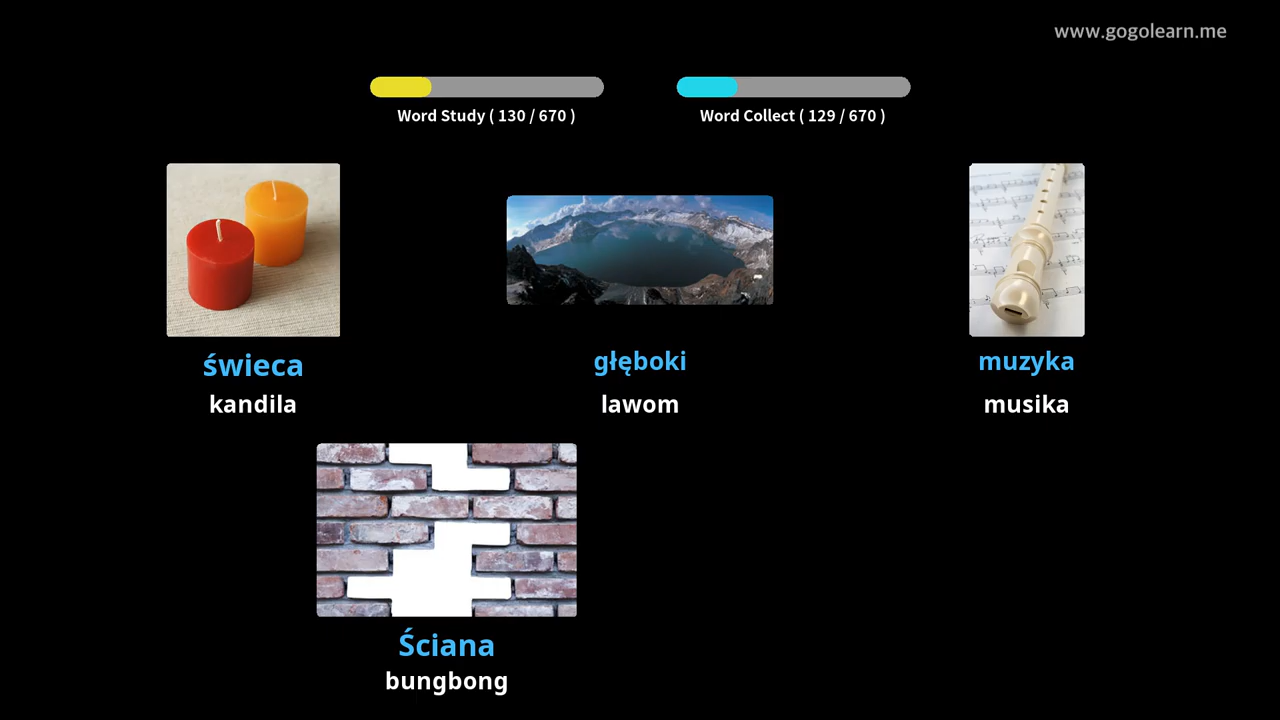 www.gogolearn.me
Word Study ( 130 / 670 )
Word Collect ( 129 / 670 )
świeca
kandila
głęboki
lawom
muzyka
musika
Ściana
bungbong